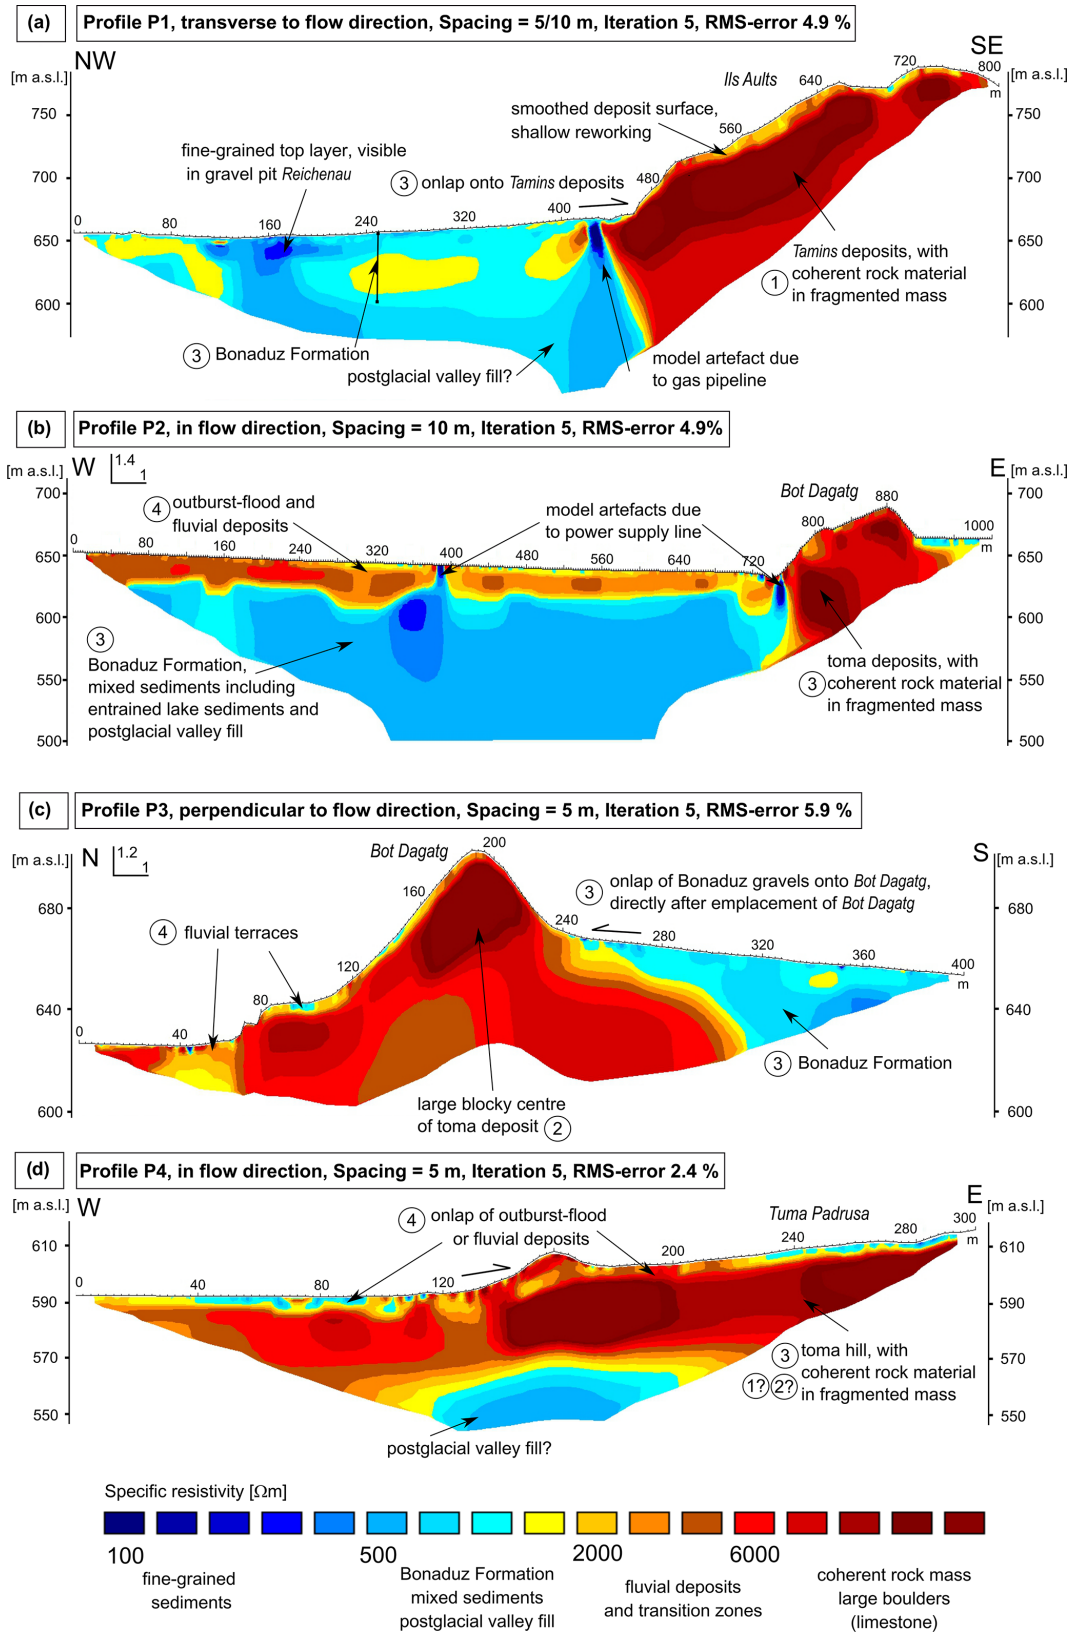 (a) Profile P1, transverse to flow direction, Spacing = 5/10 m, Iteration 5, RMS-error 4.9 %
NW
SE
[m a.s.l.]
[m a.s.l.]
Ils Aults
0 80 160 240 320 400 480 560 640 720 800
m
750
700
650
600
750
700
650
600
smoothed deposit surface,
shallow reworking
fine-grained top layer, visible
in gravel pit Reichenau
3 onlap onto Tamins deposits
Tamins deposits, with
1 coherent rock material
in fragmented mass
3 Bonaduz Formation
postglacial valley fill?
model artefact due
to gas pipeline
(b) Profile P2, in flow direction, Spacing = 10 m, Iteration 5, RMS-error 4.9%
[m a.s.l.] W
1.4
1
E [m a.s.l.]
Bot Dagatg
0 80 160 240 320 400 480 560 640 720 800 880 1000
m
700
650
600
550
500
700
650
600
550
500
4 outburst-flood and
fluvial deposits
model artefacts due
to power supply line
3
Bonaduz Formation,
mixed sediments including
entrained lake sediments and
postglacial valley fill
toma deposits, with
3 coherent rock material
in fragmented mass
(c) Profile P3, perpendicular to flow direction, Spacing = 5 m, Iteration 5, RMS-error 5.9 %
[m a.s.l.] N
1.2
1
S
[m a.s.l.]
Bot Dagatg
0 40 80 120 160 200 240 280 320 360 400
m
680
640
600
680
640
600
3 onlap of Bonaduz gravels onto Bot Dagatg,
directly after emplacement of Bot Dagatg
4 fluvial terraces
3 Bonaduz Formation
large blocky centre
of toma deposit 2
(d) Profile P4, in flow direction, Spacing = 5 m, Iteration 5, RMS-error 2.4 %
[m a.s.l.] W
E [m a.s.l.]
Tuma Padrusa
0 40 80 120 200 240 280 300
m
610
590
570
550
610
590
570
550
4 onlap of outburst-flood
or fluvial deposits
3 toma hill, with
coherent rock material
1? 2? in fragmented mass
postglacial valley fill?
Specific resistivity [Ωm]
100 500 2000 6000
fine-grained
sediments
Bonaduz Formation
mixed sediments
postglacial valley fill
fluvial deposits
and transition zones
coherent rock mass
large boulders
(limestone)